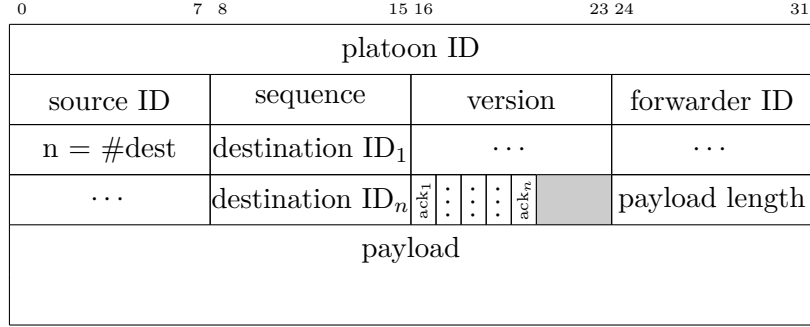 0 7 8 15 16 23 24 31
platoon ID
source ID sequence version forwarder ID
n = #dest destination ID₁ ··· ···
··· destination IDₙ ack₁ ⋮ ⋮ ⋮ ackₙ payload length
payload